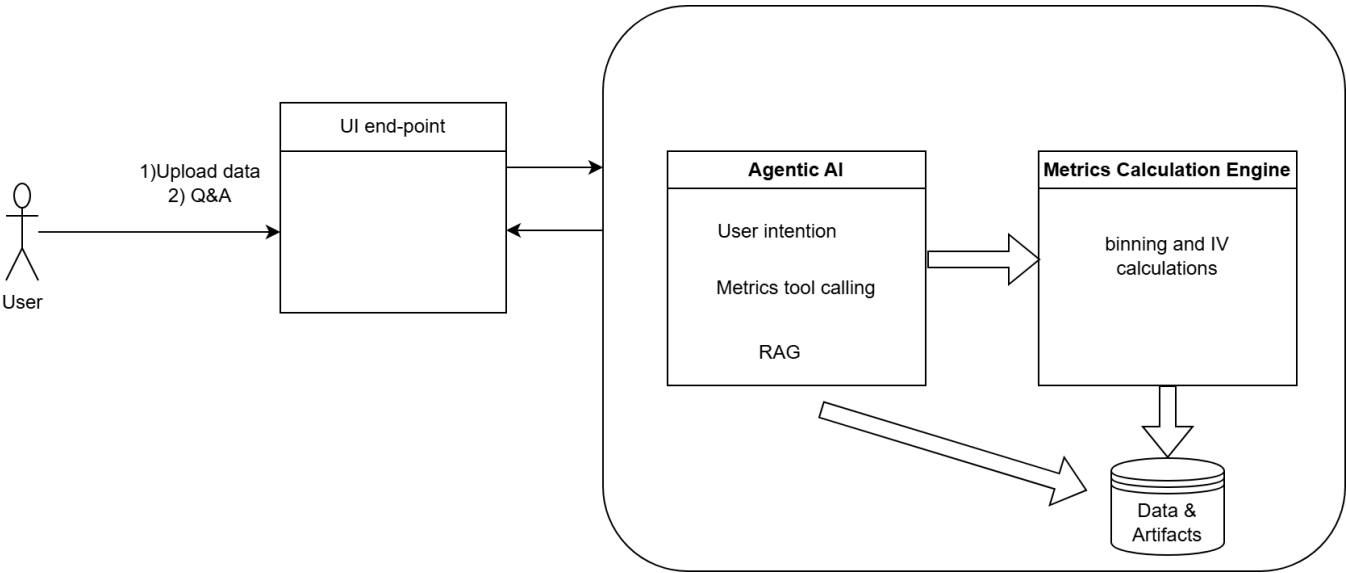 UI end-point
1)Upload data
2) Q&A
User
Agentic AI
User intention
Metrics tool calling
RAG
Metrics Calculation Engine
binning and IV
calculations
Data &
Artifacts